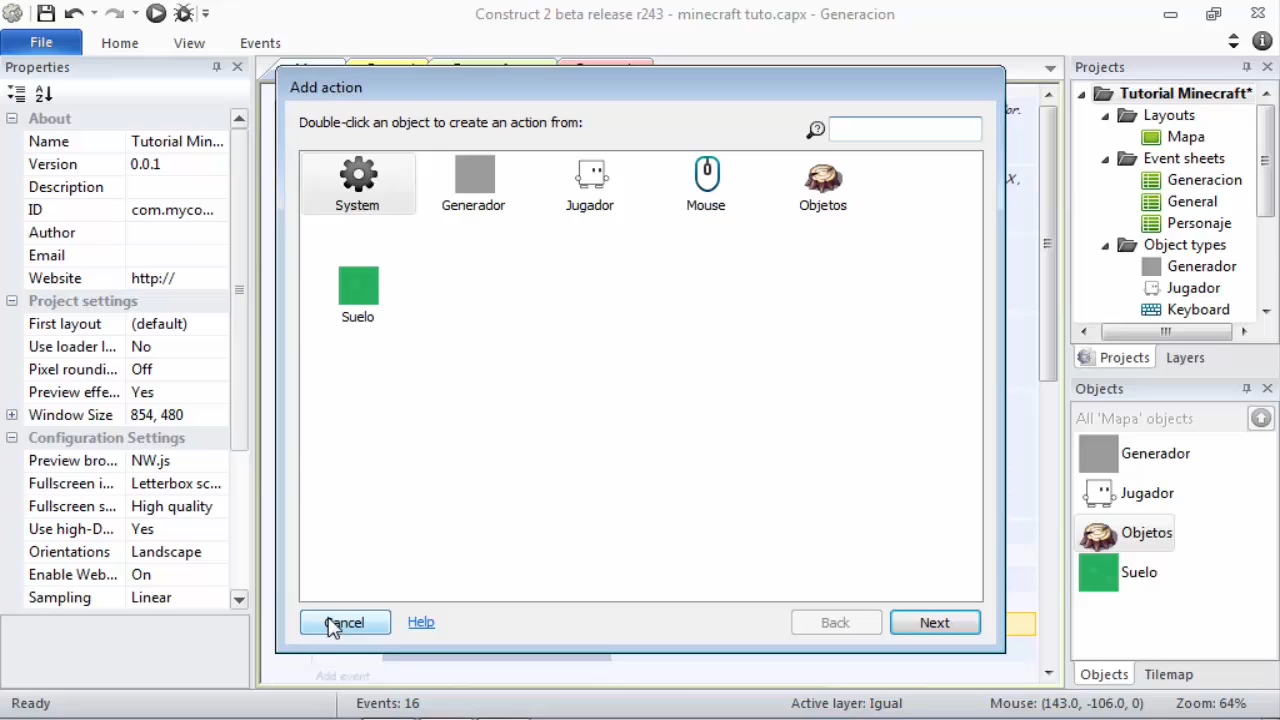 Construct 2 beta release r243 - minecraft tuto.capx - Generacion
File
Home
View
Events
Properties
About
Name
Tutorial Min...
Version
0.0.1
Description
ID
com.myco...
Author
Email
Website
http://
Project settings
First layout
(default)
Use loader l...
No
Pixel roundi...
Off
Preview effe...
Yes
Window Size
854, 480
Configuration Settings
Preview bro...
NW.js
Fullscreen i...
Letterbox sc...
Fullscreen s...
High quality
Use high-D...
Yes
Orientations
Landscape
Enable Web...
On
Sampling
Linear
Add action
Double-click an object to create an action from:
System
Generador
Jugador
Mouse
Objetos
Suelo
Cancel
Help
Back
Next
or.
X,
Add event
Projects
Tutorial Minecraft*
Layouts
Mapa
Event sheets
Generacion
General
Personaje
Object types
Generador
Jugador
Keyboard
Projects
Layers
Objects
All 'Mapa' objects
Generador
Jugador
Objetos
Suelo
Objects
Tilemap
Ready
Events: 16
Active layer: Igual
Mouse: (143.0, -106.0, 0)
Zoom: 64%